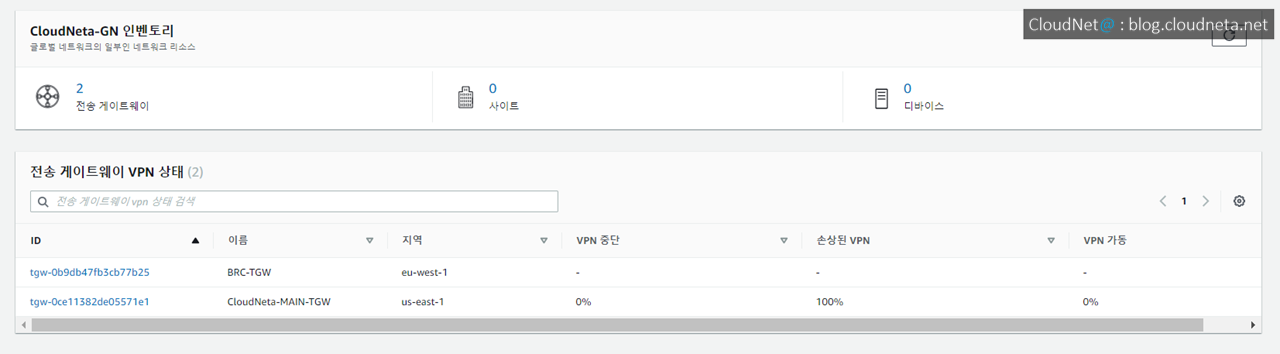 CloudNet@ : blog.cloudneta.net
CloudNeta-GN 인벤토리
글로벌 네트워크의 일부인 네트워크 리소스
2
전송 게이트웨이
0
사이트
0
디바이스
전송 게이트웨이 VPN 상태 (2)
전송 게이트웨이 vpn 상태 검색
1
ID 이름 지역 VPN 중단 손상된 VPN VPN 가동
tgw-0b9db47fb3cb77b25 BRC-TGW eu-west-1 - - -
tgw-0ce11382de05571e1 CloudNeta-MAIN-TGW us-east-1 0% 100% 0%